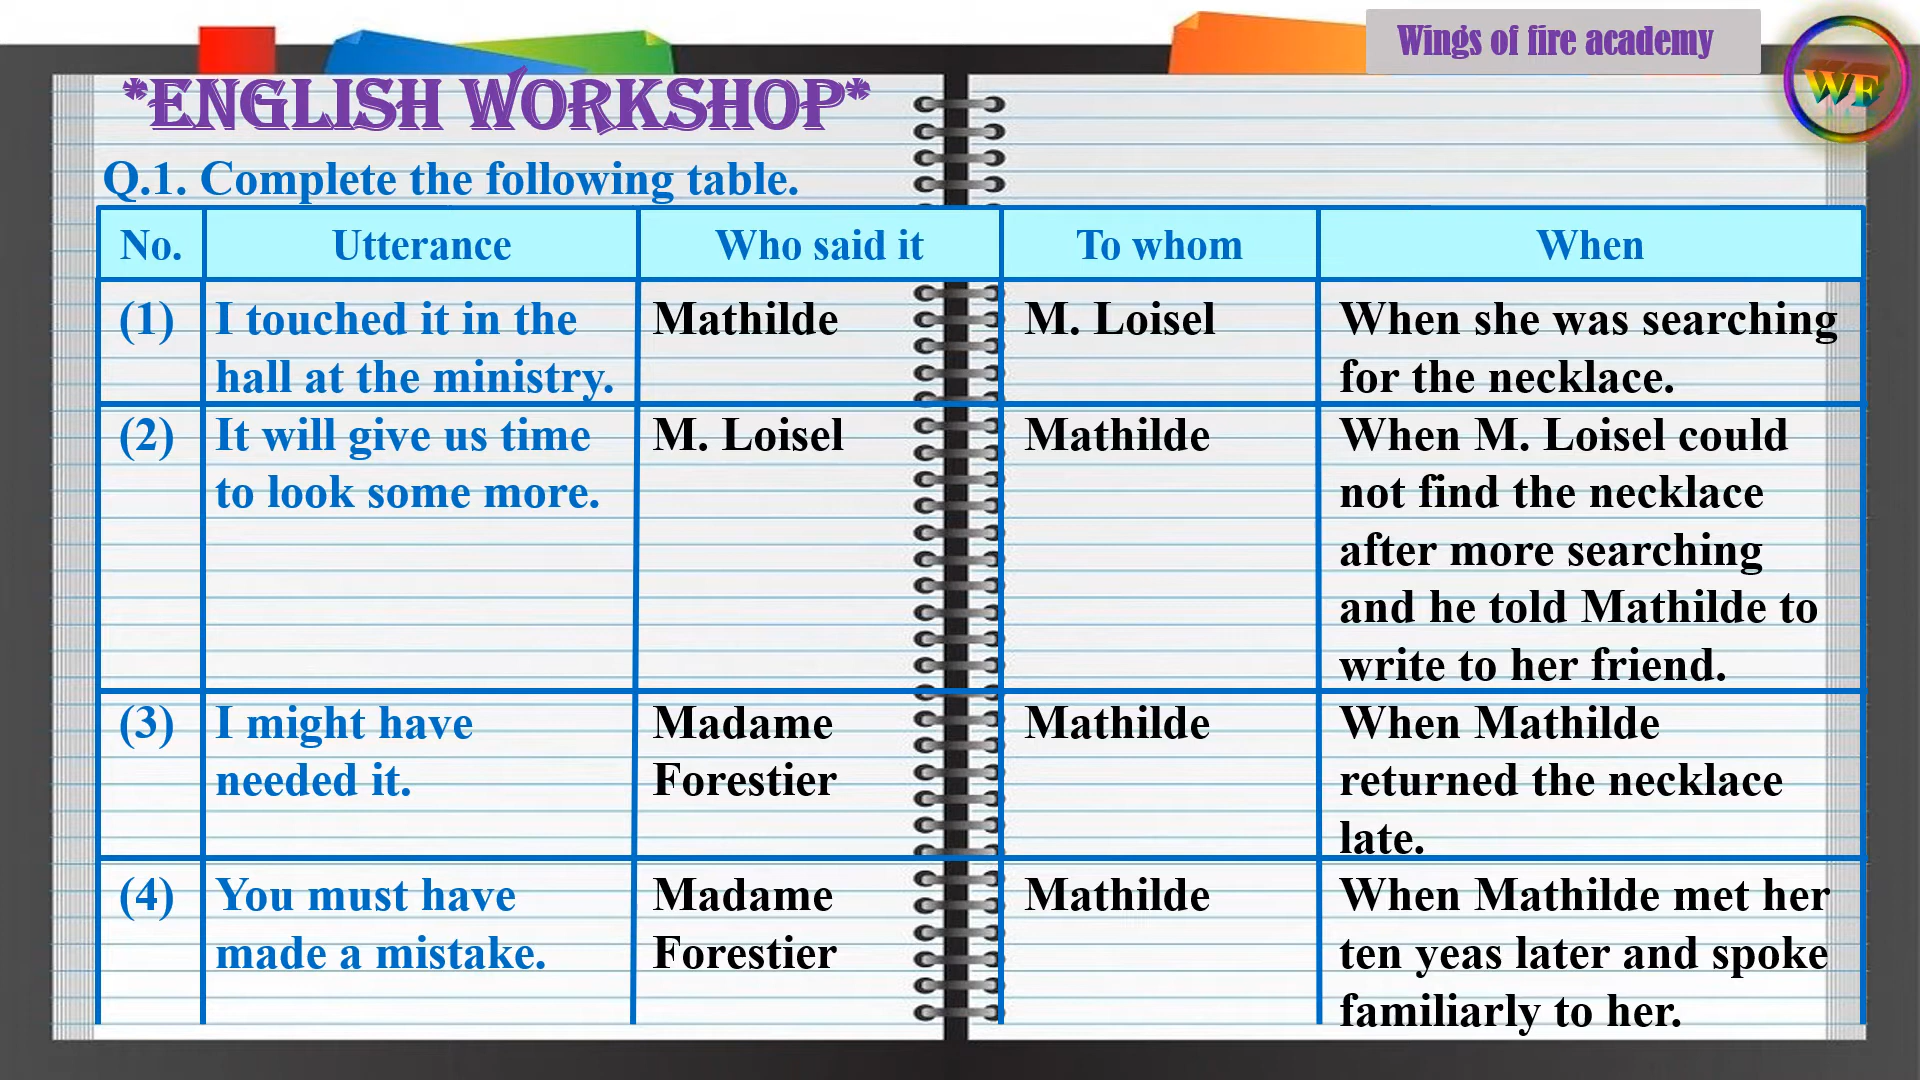 Wings of fire academy
WF
*ENGLISH WORKSHOP*
Q.1. Complete the following table.
No. Utterance Who said it To whom When
(1) I touched it in the Mathilde M. Loisel When she was searching
hall at the ministry. for the necklace.
(2) It will give us time M. Loisel Mathilde When M. Loisel could
to look some more. not find the necklace
after more searching
and he told Mathilde to
write to her friend.
(3) I might have Madame Mathilde When Mathilde
needed it. Forestier returned the necklace
late.
(4) You must have Madame Mathilde When Mathilde met her
made a mistake. Forestier ten yeas later and spoke
familiarly to her.